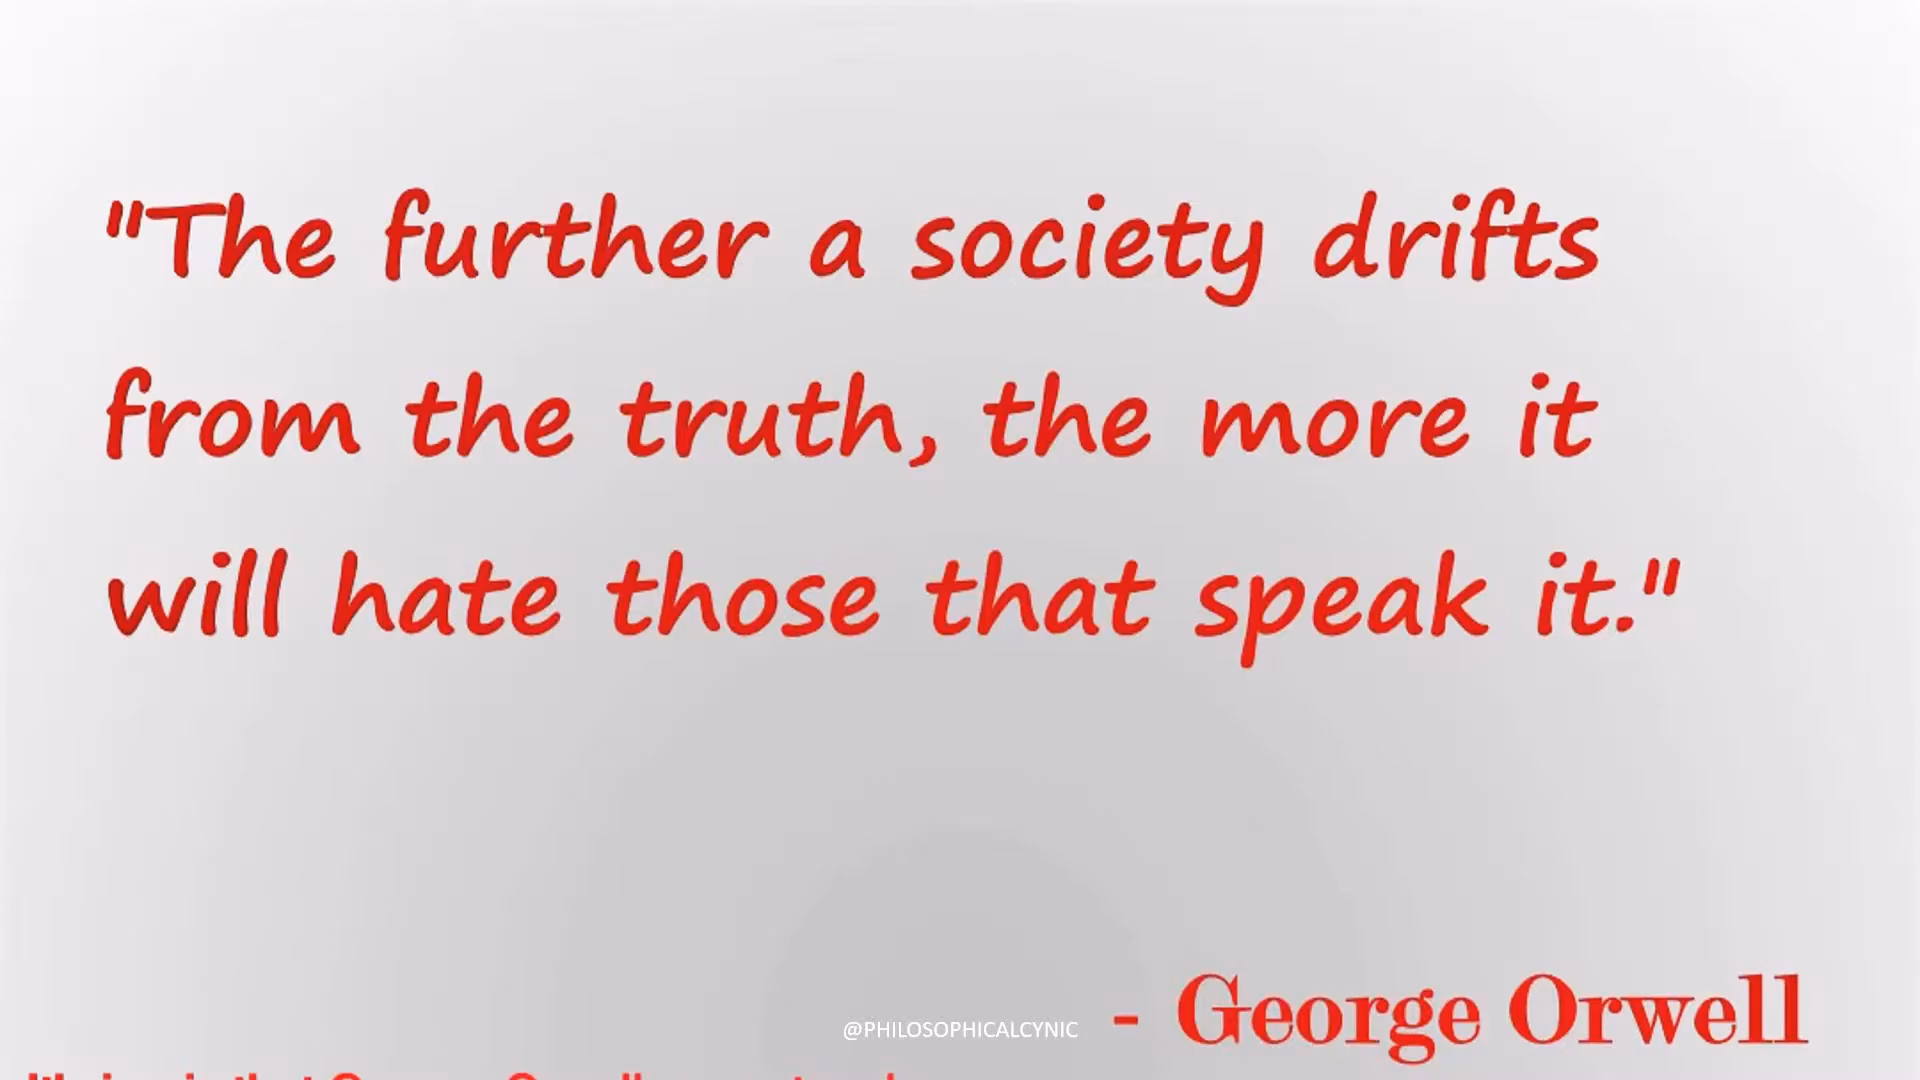 "The further a society drifts
from the truth, the more it
will hate those that speak it."
- George Orwell
@PHILOSOPHICALCYNIC